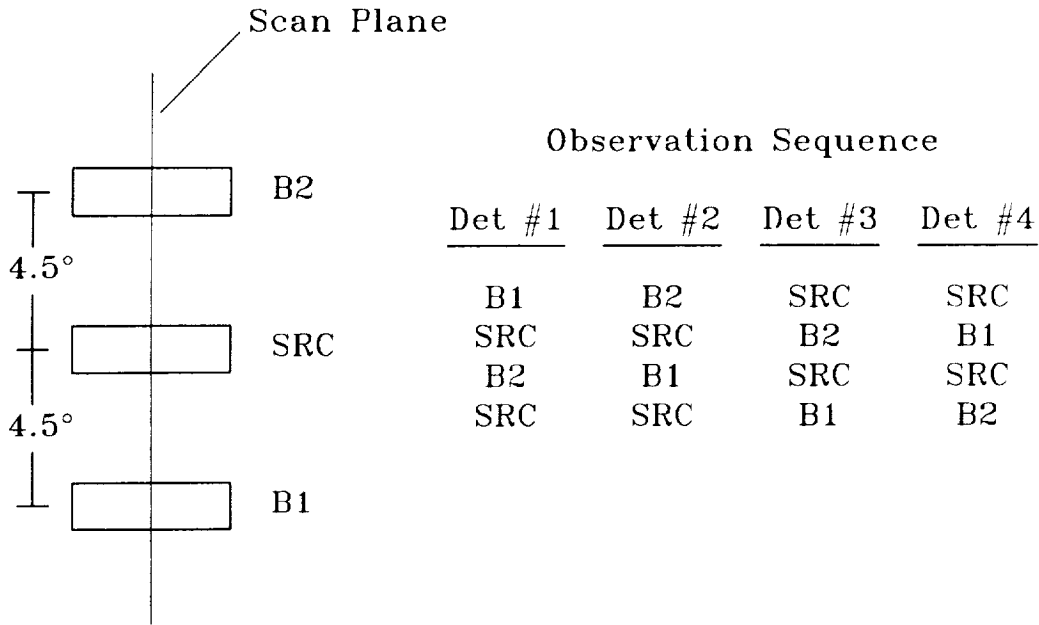 Scan Plane
B2
4.5°
SRC
4.5°
B1
Observation Sequence
Det #1 Det #2 Det #3 Det #4
B1 B2 SRC SRC
SRC SRC B2 B1
B2 B1 SRC SRC
SRC SRC B1 B2